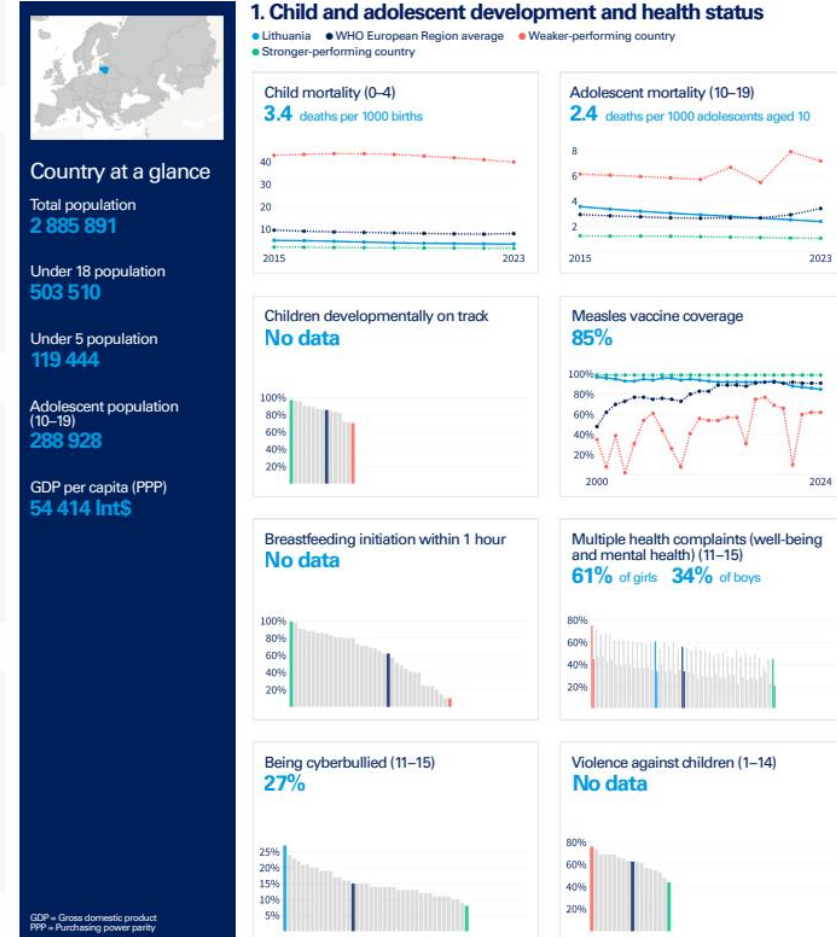 Country at a glance
Total population
2 885 891
Under 18 population
503 510
Under 5 population
119 444
Adolescent population
(10–19)
288 928
GDP per capita (PPP)
54 414 Int$
GDP = Gross domestic product
PPP = Purchasing power parity
1. Child and adolescent development and health status
Lithuania WHO European Region average Weaker-performing country
Stronger-performing country
Child mortality (0–4)
3.4 deaths per 1000 births
40
30
20
10
2015 2023
Adolescent mortality (10–19)
2.4 deaths per 1000 adolescents aged 10
8
6
4
2
2015 2023
Children developmentally on track
No data
100%
80%
60%
40%
20%
Measles vaccine coverage
85%
100%
80%
60%
40%
20%
2000 2024
Breastfeeding initiation within 1 hour
No data
100%
80%
60%
40%
20%
Multiple health complaints (well-being
and mental health) (11–15)
61% of girls 34% of boys
80%
60%
40%
20%
Being cyberbullied (11–15)
27%
25%
20%
15%
10%
5%
Violence against children (1–14)
No data
80%
60%
40%
20%